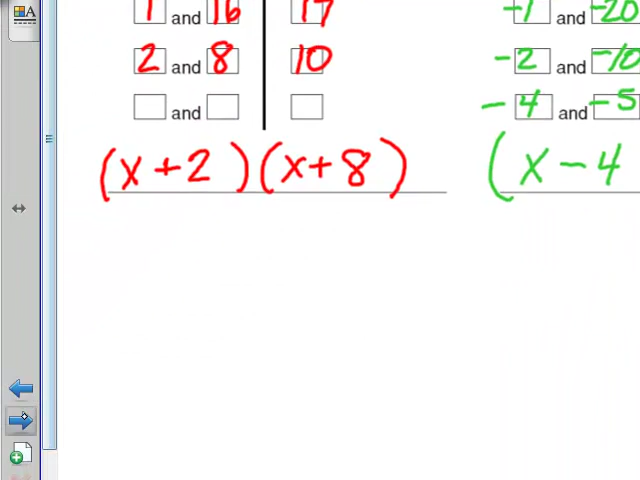 A
1 and 16 17 -1 and -20
2 and 8 10 -2 and -10
and -4 and -5
(x+2)(x+8) (x-4